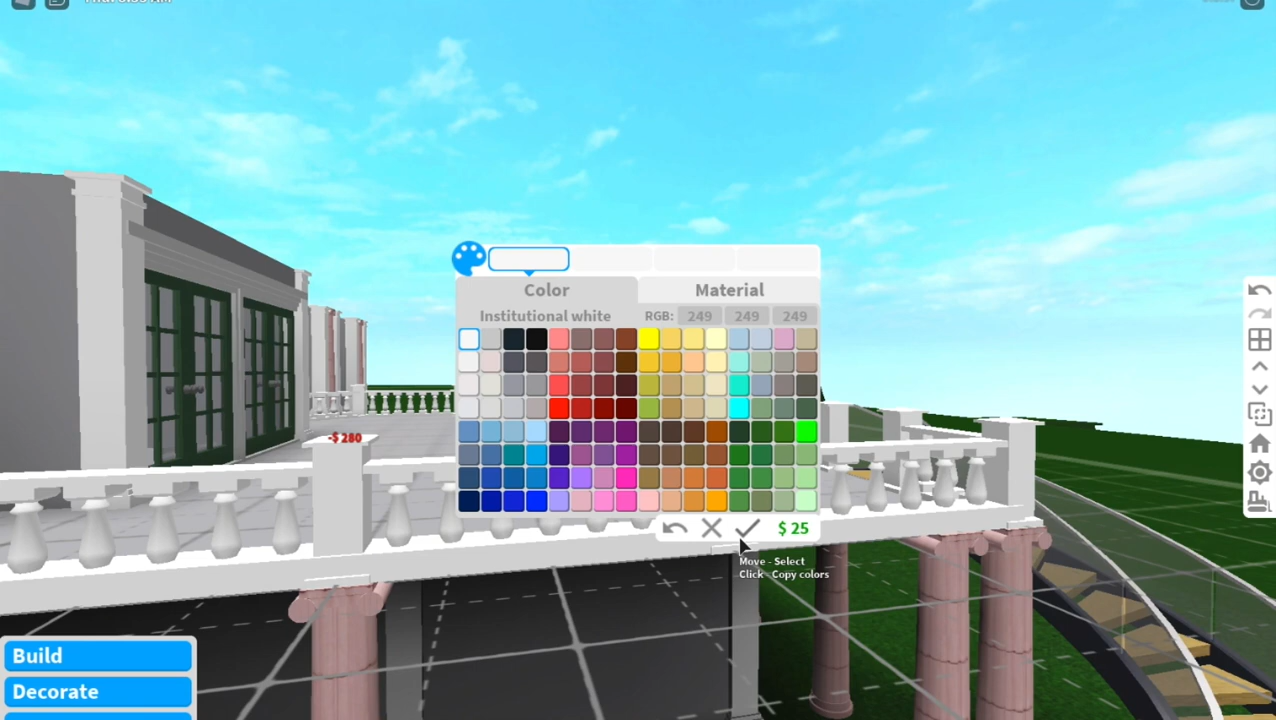 Color
Material
Institutional white
RGB: 249 249 249
-$ 280
$ 25
Move - Select
Click - Copy colors
Build
Decorate